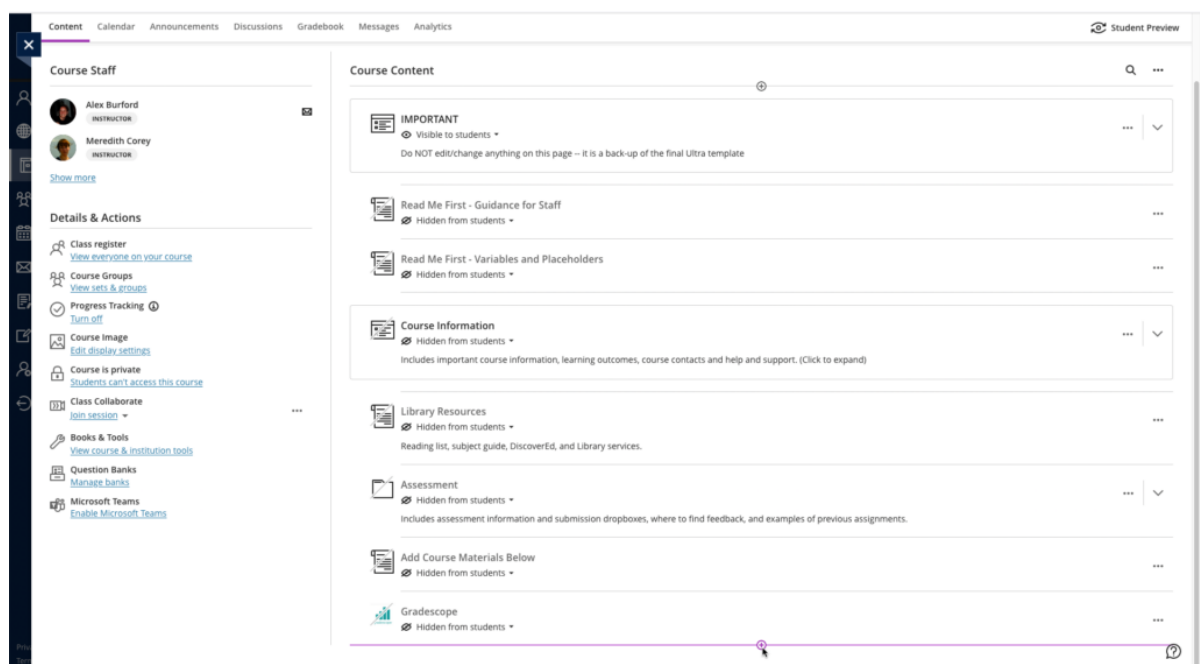 Content Calendar Announcements Discussions Gradebook Messages Analytics
Student Preview
Course Staff
Alex Burford
INSTRUCTOR
Meredith Corey
INSTRUCTOR
Show more
Details & Actions
Class register
View everyone on your course
Course Groups
View sets & groups
Progress Tracking
Turn off
Course Image
Edit display settings
Course is private
Students can't access this course
Class Collaborate
Join session
Books & Tools
View course & institution tools
Question Banks
Manage banks
Microsoft Teams
Enable Microsoft Teams
Course Content
IMPORTANT
Visible to students
Do NOT edit/change anything on this page -- it is a back-up of the final Ultra template
Read Me First - Guidance for Staff
Hidden from students
Read Me First - Variables and Placeholders
Hidden from students
Course Information
Hidden from students
Includes important course information, learning outcomes, course contacts and help and support. (Click to expand)
Library Resources
Hidden from students
Reading list, subject guide, DiscoverEd, and Library services.
Assessment
Hidden from students
Includes assessment information and submission dropboxes, where to find feedback, and examples of previous assignments.
Add Course Materials Below
Hidden from students
Gradescope
Hidden from students